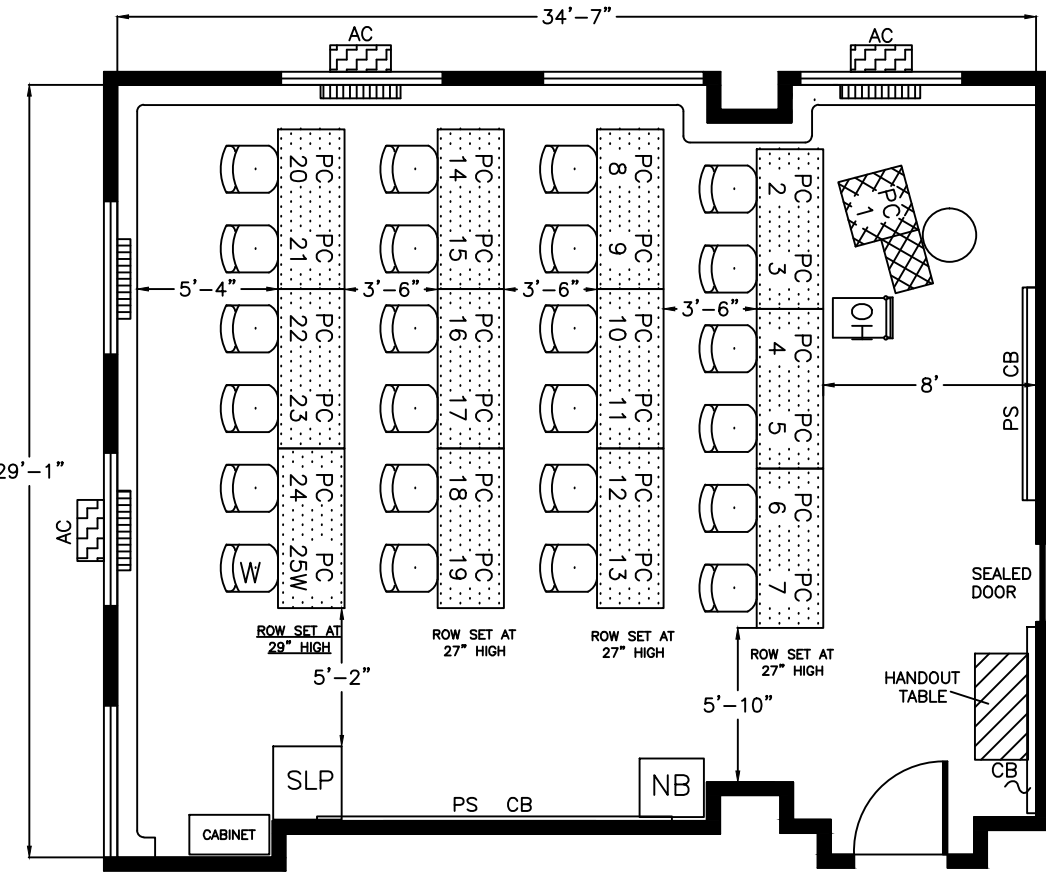 34'-7"
AC
AC
PC 20
PC 21
PC 22
PC 23
PC 24
PC 25W
W
PC 14
PC 15
PC 16
PC 17
PC 18
PC 19
PC 8
PC 9
PC 10
PC 11
PC 12
PC 13
PC 2
PC 3
PC 4
PC 5
PC 6
PC 7
PC 1
OH
5'-4"
3'-6"
3'-6"
3'-6"
8'
PS CB
29'-1"
AC
SEALED
DOOR
ROW SET AT
29" HIGH
ROW SET AT
27" HIGH
ROW SET AT
27" HIGH
ROW SET AT
27" HIGH
5'-2"
5'-10"
HANDOUT
TABLE
CB
SLP
NB
PS CB
CABINET